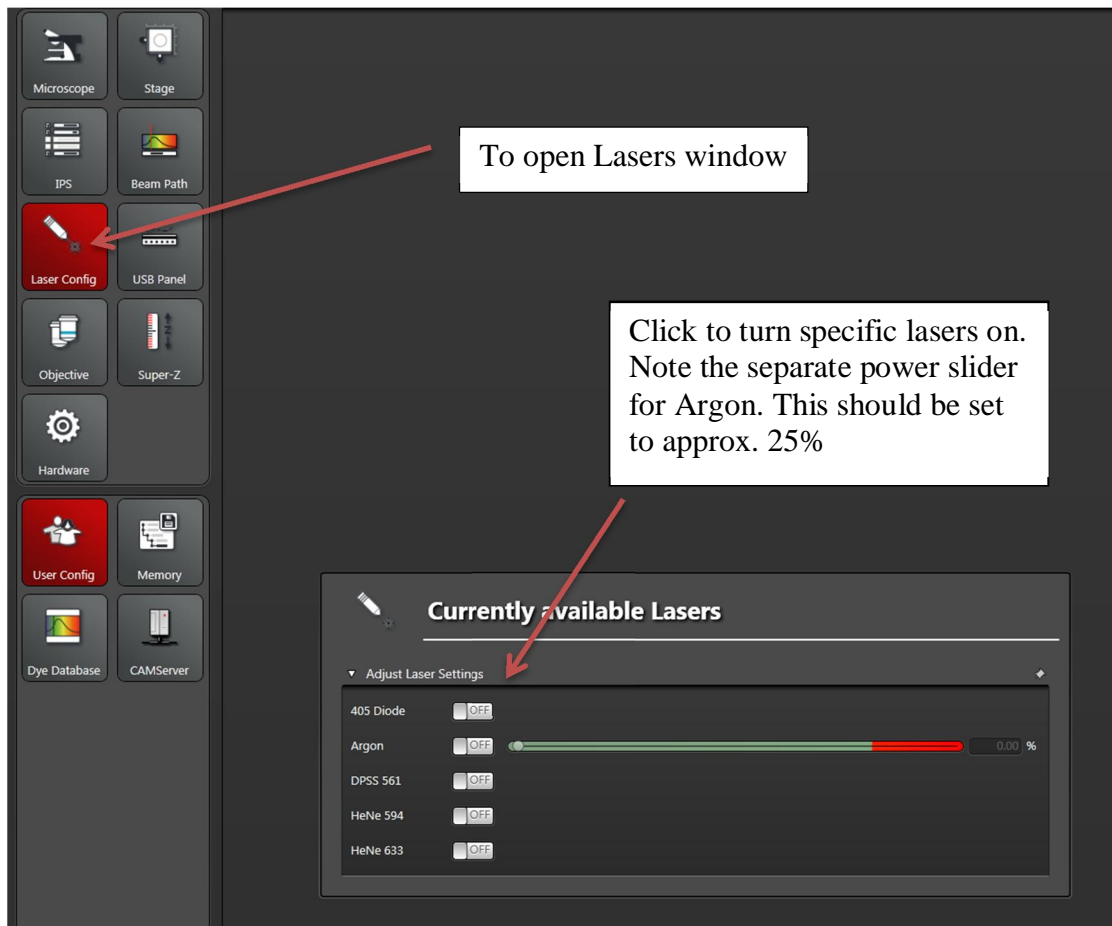 Microscope
Stage
IPS
Beam Path
Laser Config
USB Panel
Objective
Super-Z
Hardware
User Config
Memory
Dye Database
CAMServer
To open Lasers window
Click to turn specific lasers on.
Note the separate power slider
for Argon. This should be set
to approx. 25%
Currently available Lasers
Adjust Laser Settings
405 Diode OFF
Argon OFF 0.00 %
DPSS 561 OFF
HeNe 594 OFF
HeNe 633 OFF